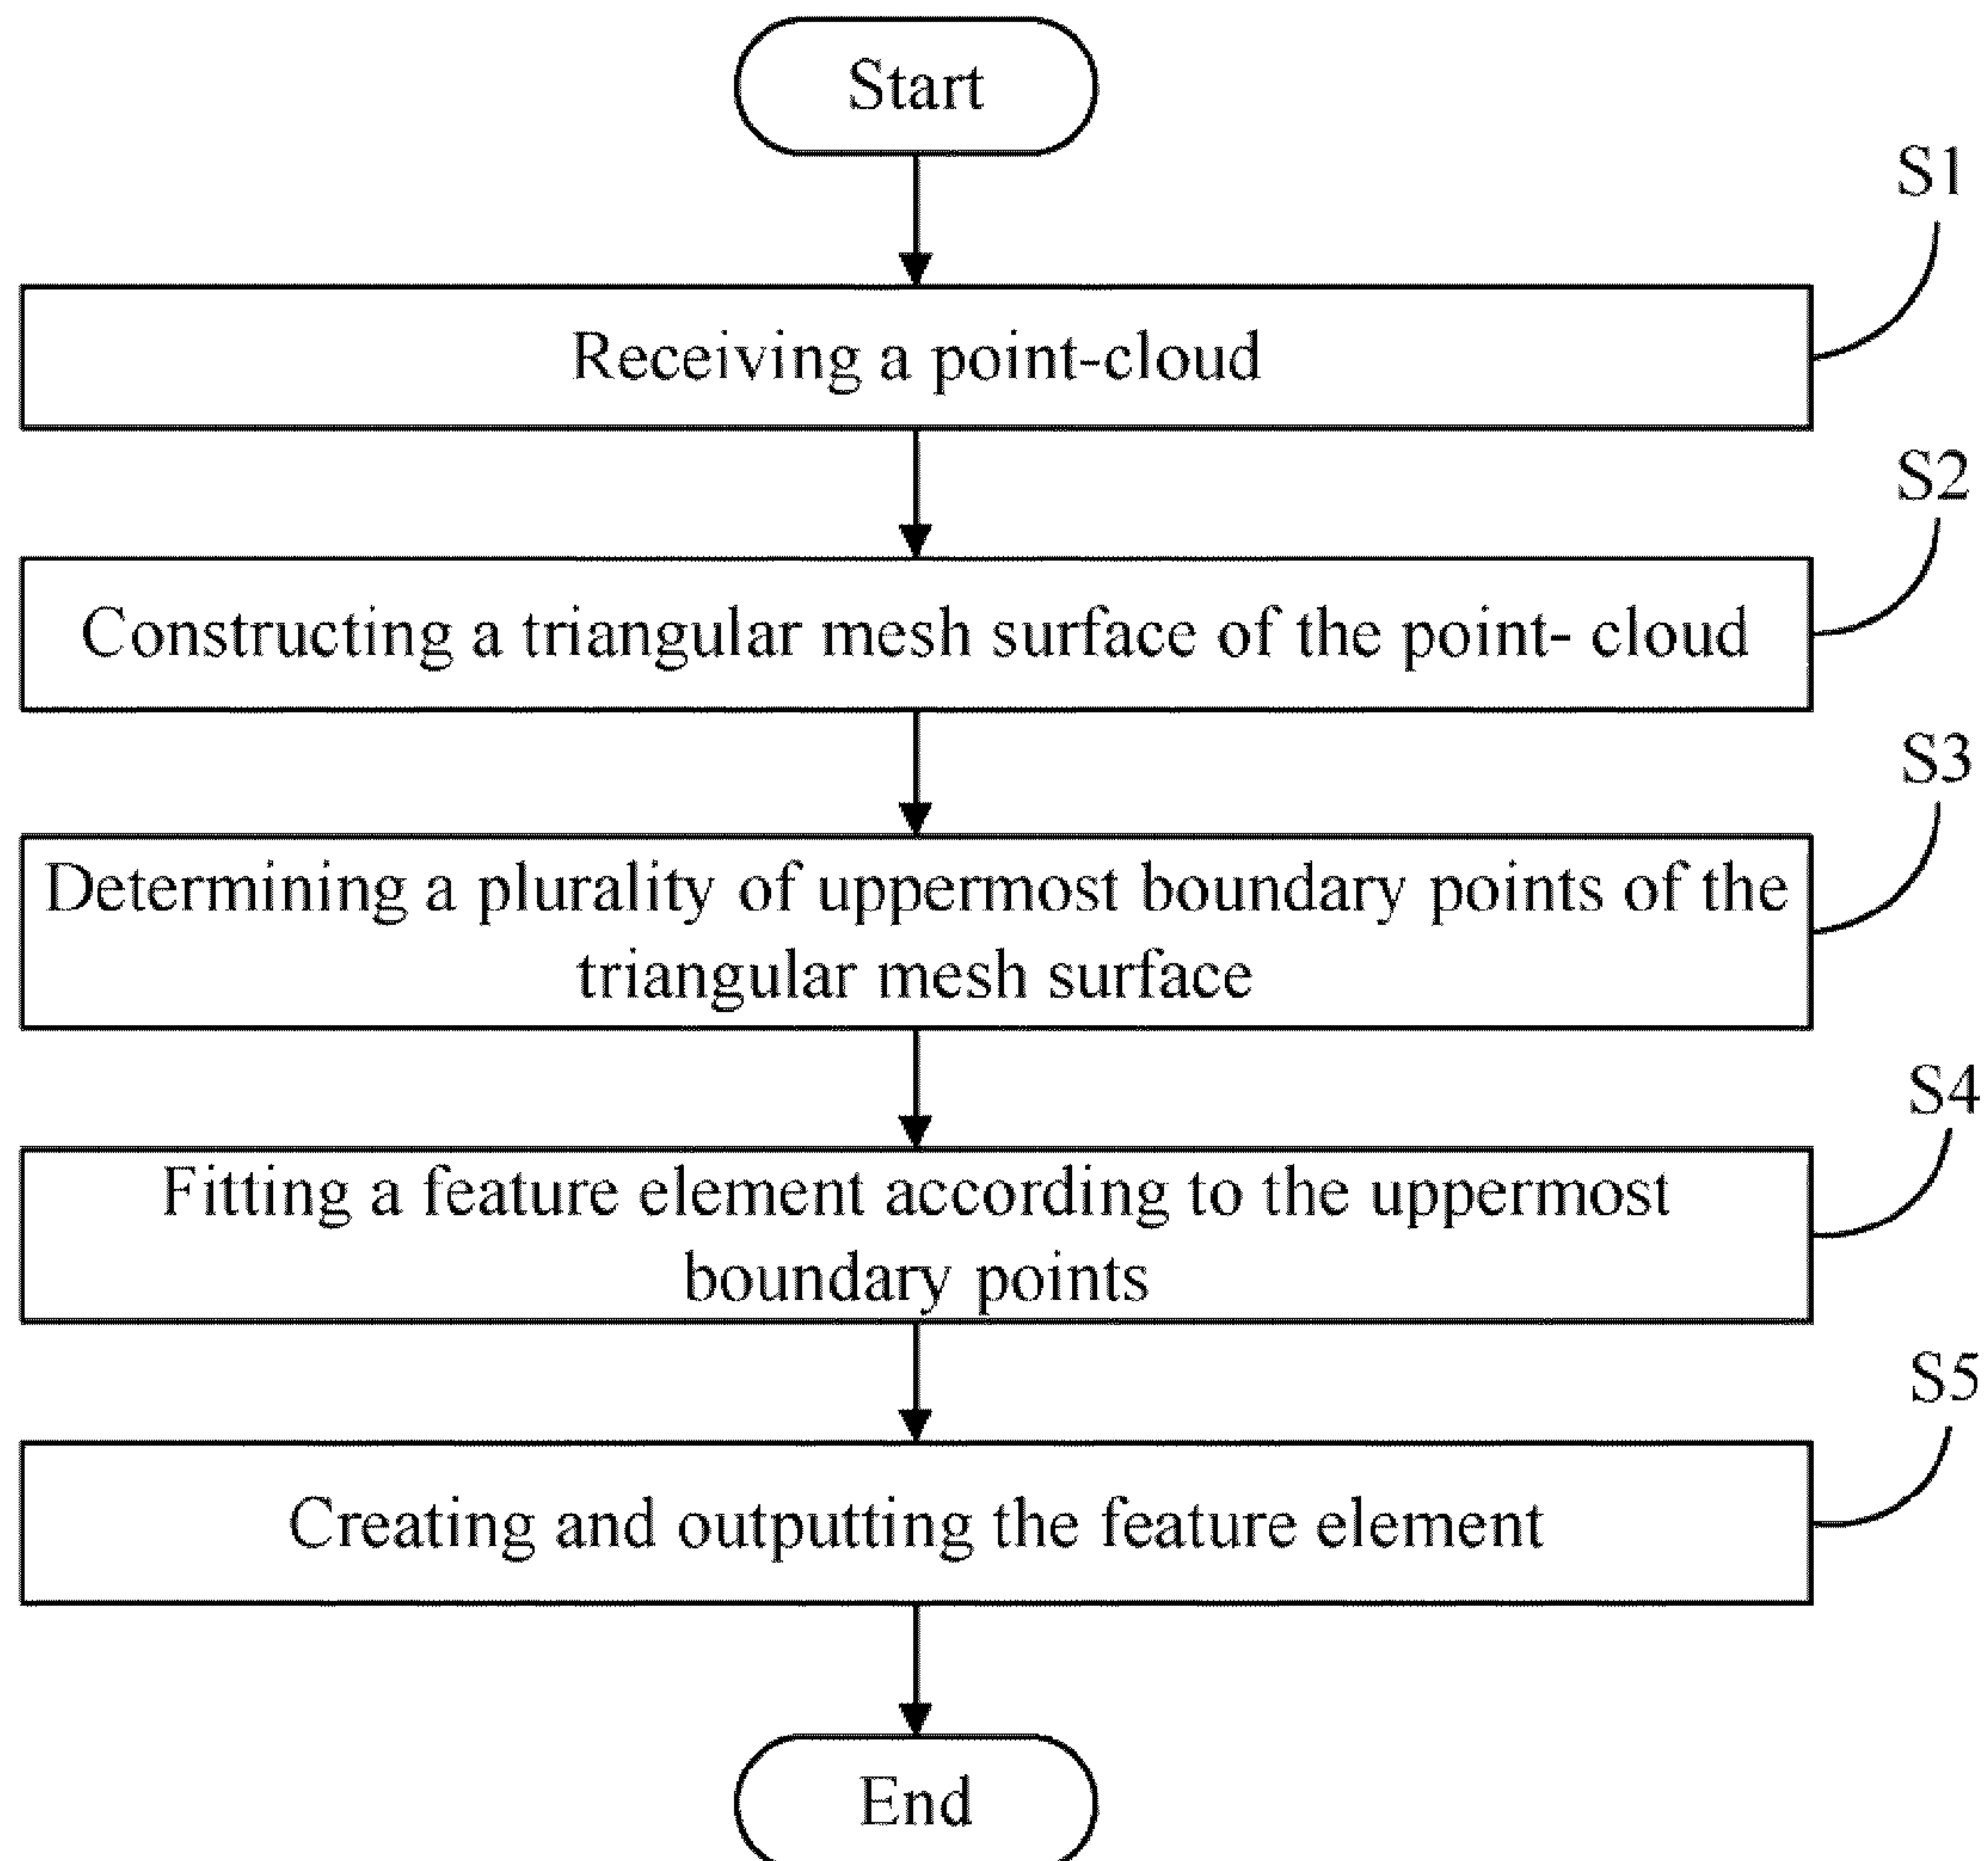 Start
S1
Receiving a point-cloud
S2
Constructing a triangular mesh surface of the point- cloud
S3
Determining a plurality of uppermost boundary points of the
triangular mesh surface
S4
Fitting a feature element according to the uppermost
boundary points
S5
Creating and outputting the feature element
End